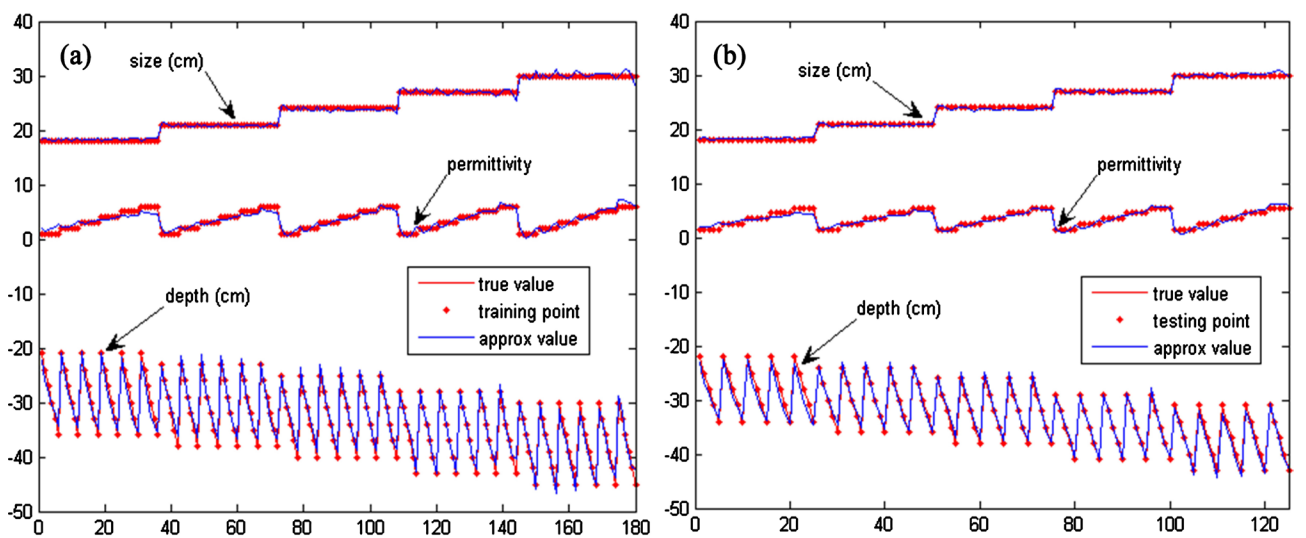 (a)
40
30
20
10
0
-10
-20
-30
-40
-50
size (cm)
permittivity
depth (cm)
true value
training point
approx value
0
20
40
60
80
100
120
140
160
180
(b)
40
30
20
10
0
-10
-20
-30
-40
-50
size (cm)
permittivity
depth (cm)
true value
testing point
approx value
0
20
40
60
80
100
120